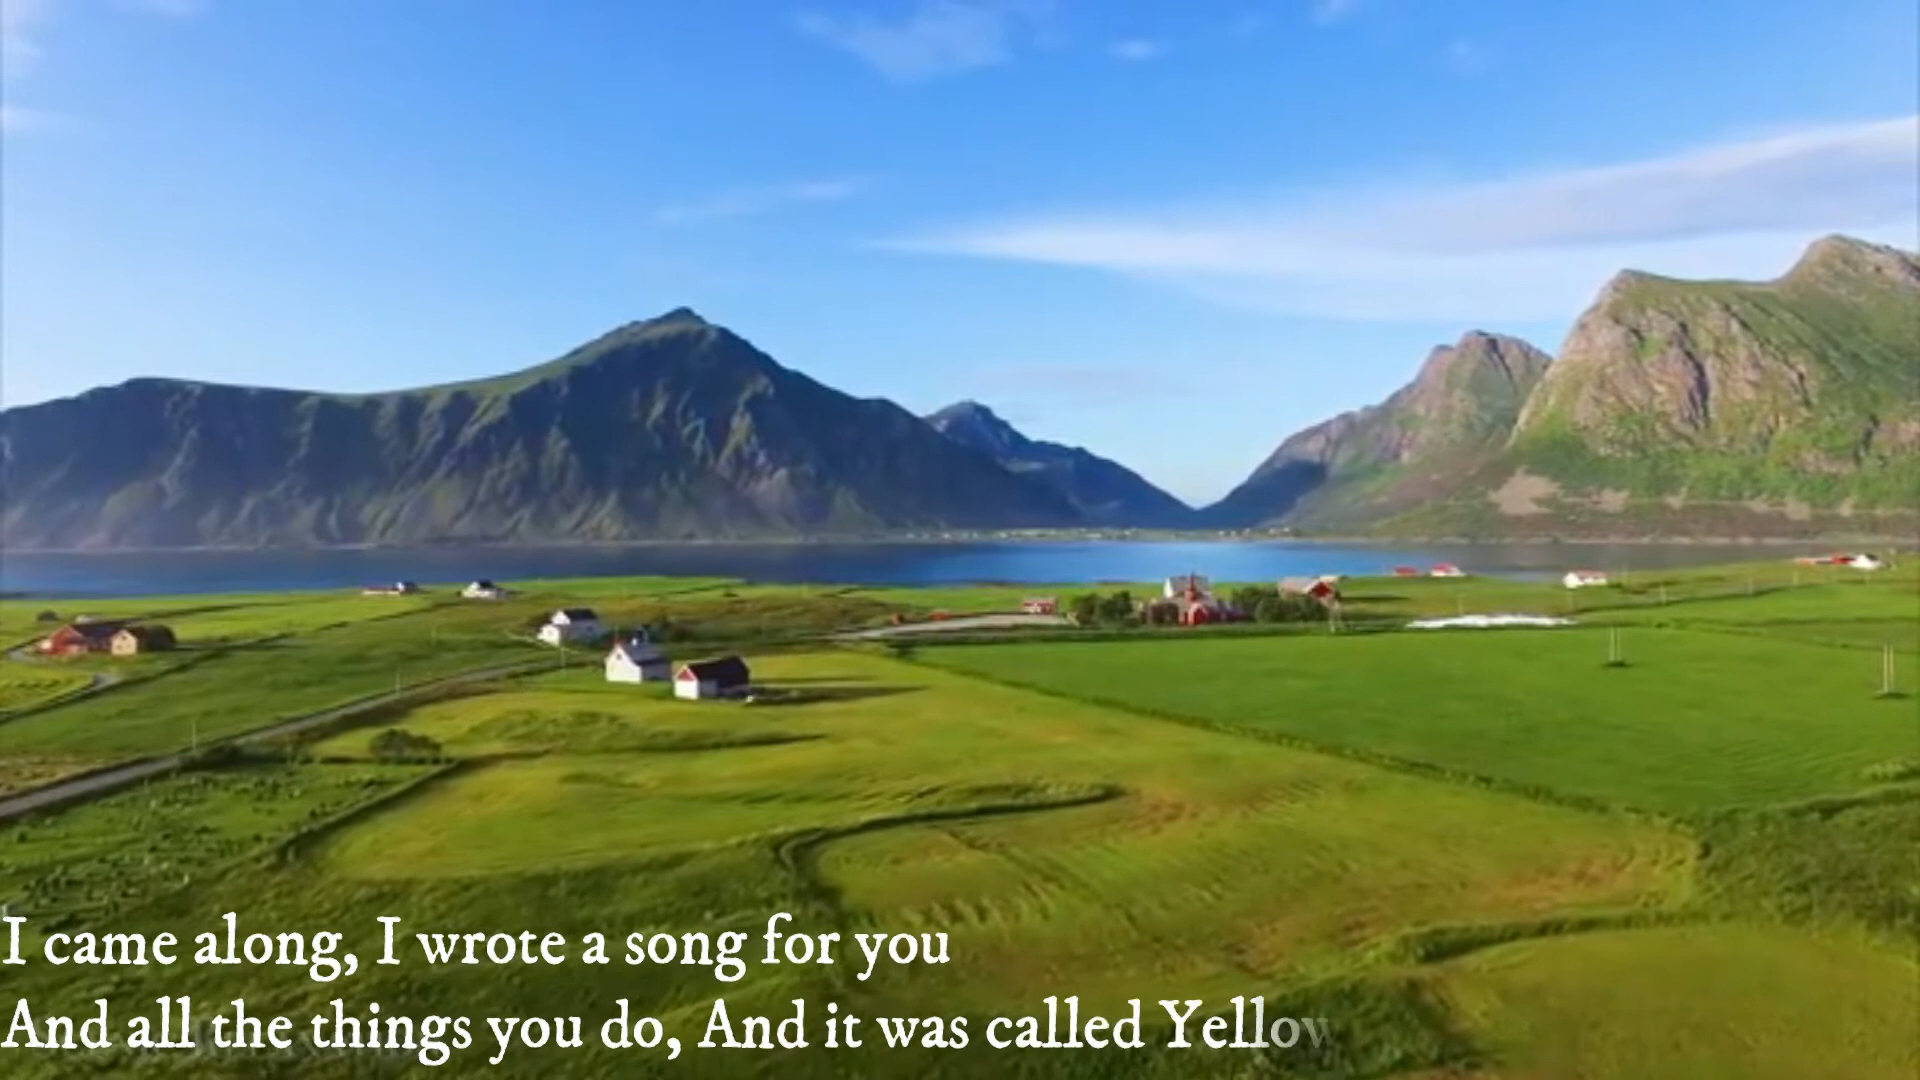 I came along, I wrote a song for you
And all the things you do, And it was called Yellow